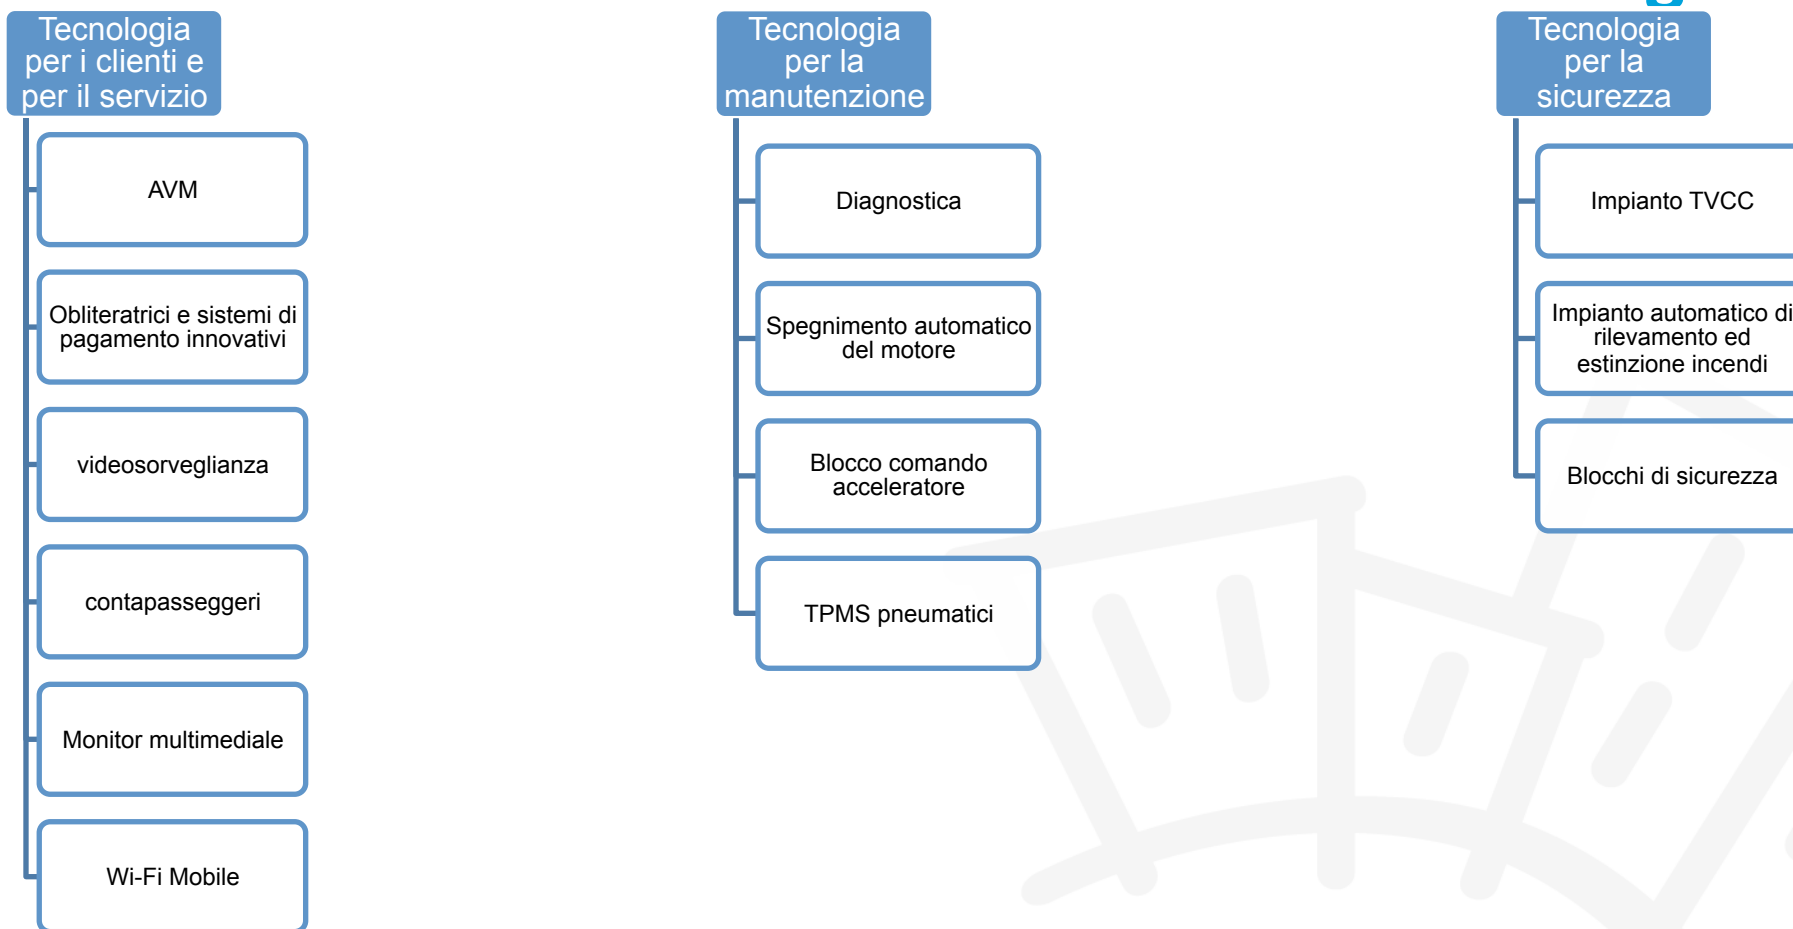 Tecnologia
per i clienti e
per il servizio
AVM
Obliteratrici e sistemi di
pagamento innovativi
videosorveglianza
contapasseggeri
Monitor multimediale
Wi-Fi Mobile
Tecnologia
per la
manutenzione
Diagnostica
Spegnimento automatico
del motore
Blocco comando
acceleratore
TPMS pneumatici
Tecnologia
per la
sicurezza
Impianto TVCC
Impianto automatico di
rilevamento ed
estinzione incendi
Blocchi di sicurezza